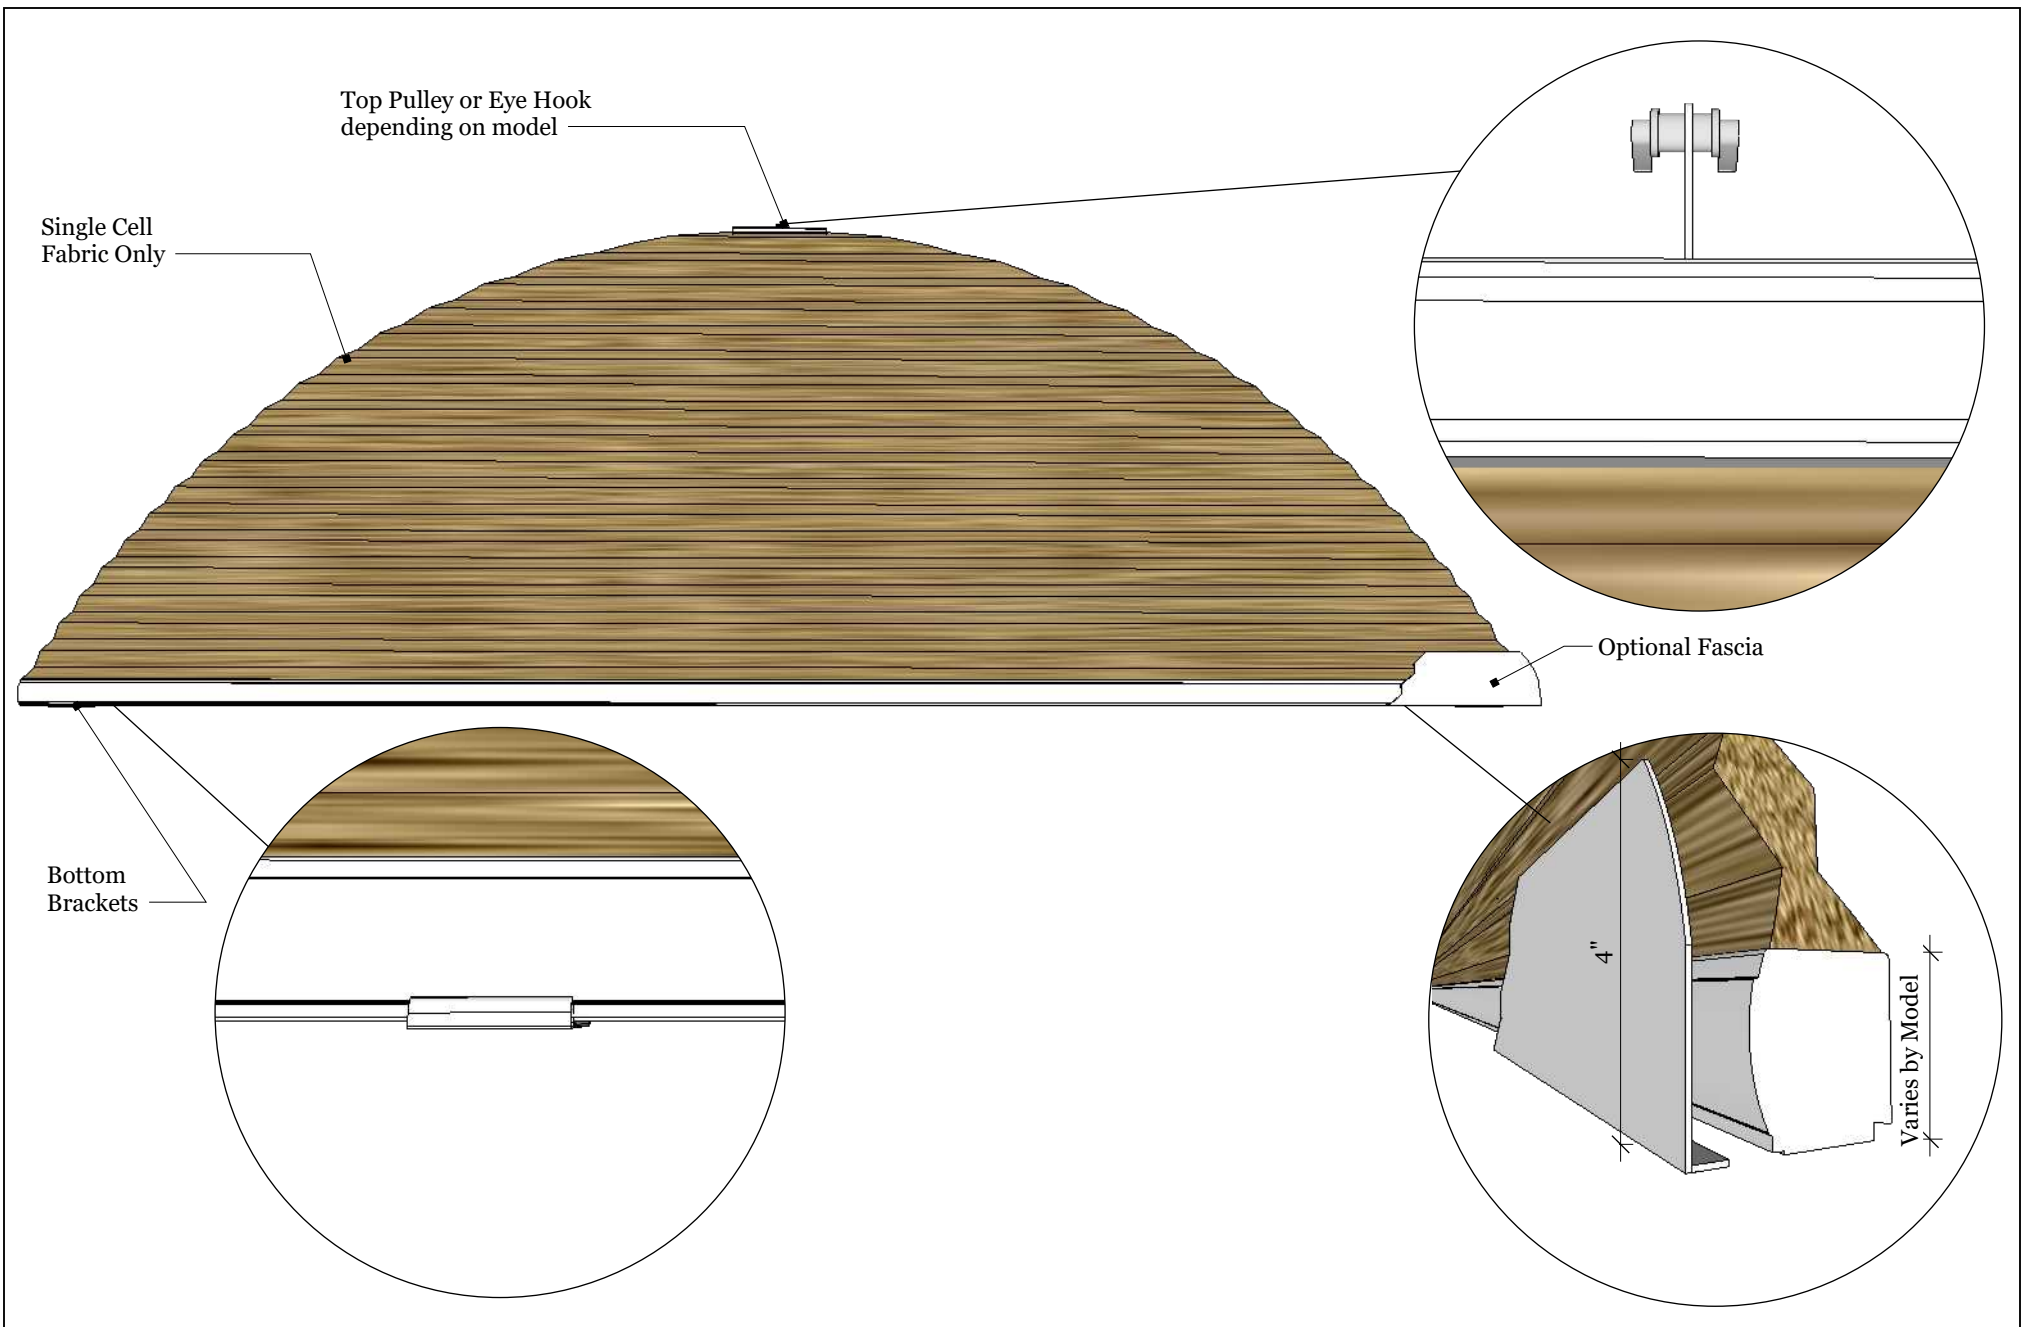 Top Pulley or Eye Hook
depending on model
Single Cell
Fabric Only
Optional Fascia
Bottom
Brackets
4"
Varies by Model